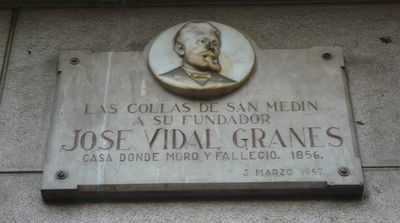 LAS COLLAS DE SAN MEDIN
A SU FUNDADOR
JOSE VIDAL GRANES
CASA DONDE MORO Y FALLECIO. 1856.
3 MARZO 1957.